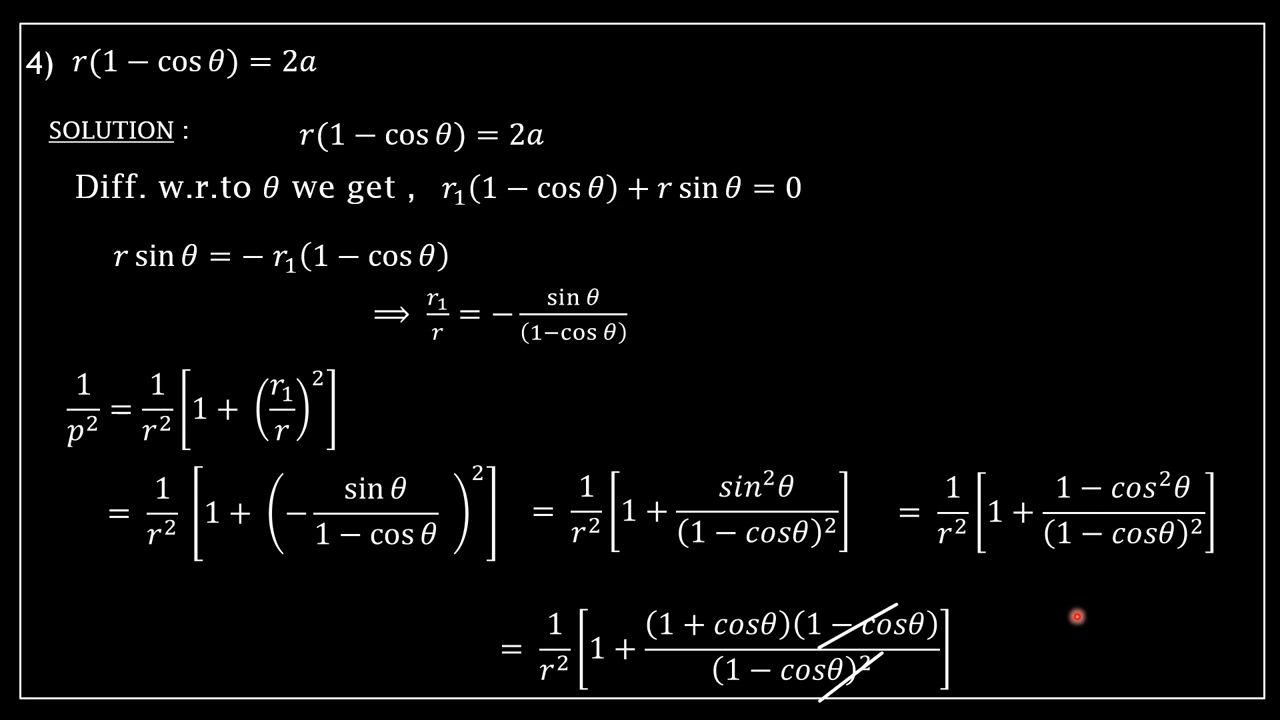 4) r(1 − cos θ) = 2a
SOLUTION : r(1 − cos θ) = 2a
Diff. w.r.to θ we get , r₁(1 − cos θ) + r sin θ = 0
r sin θ = − r₁(1 − cos θ)
⟹ r₁/r = − sin θ/(1−cos θ)
1/p² = 1/r² [1 + (r₁/r)²]
= 1/r² [1 + (− sin θ/(1 − cos θ))²] = 1/r² [1 + sin²θ/(1 − cosθ)²] = 1/r² [1 + (1 − cos²θ)/(1 − cosθ)²]
= 1/r² [1 + (1 + cosθ)(1 − cosθ)/(1 − cosθ)²]